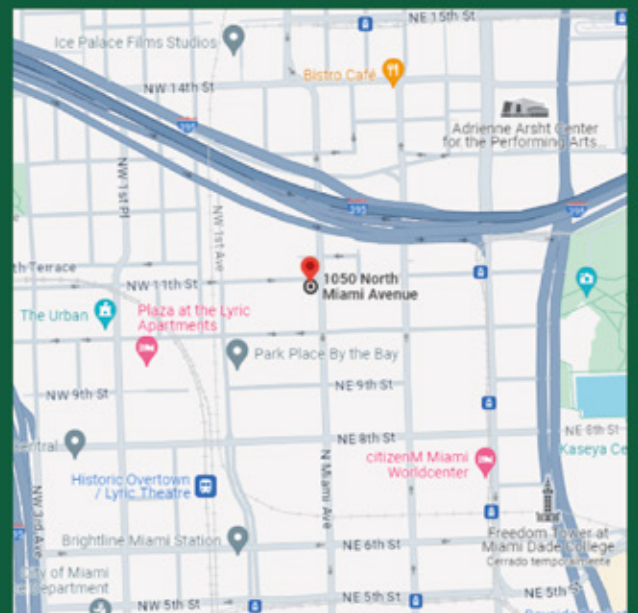 NE 15th St
Ice Palace Films Studios
Bistro Café
NW 14th St
Adrienne Arsht Center
for the Performing Arts...
395
NW 1st Pl
NW 1st Ave
395
395
th Terrace
1050 North
Miami Avenue
NW 11th St
The Urban
Plaza at the Lyric
Apartments
Park Place By the Bay
NE 9th St
NW 9th St
NE 8th St
NE 8th St
entral
citizenM Miami
Worldcenter
Kaseya Ce
Historic Overtown
/ Lyric Theatre
N Miami Ave
NW 3rd Ave
Brightline Miami Station
NE 6th St
Freedom Tower at
Miami Dade College
Cerrado temporalmente
City of Miami
e Department
NW 5th St
NE 5th St
NE 5th St